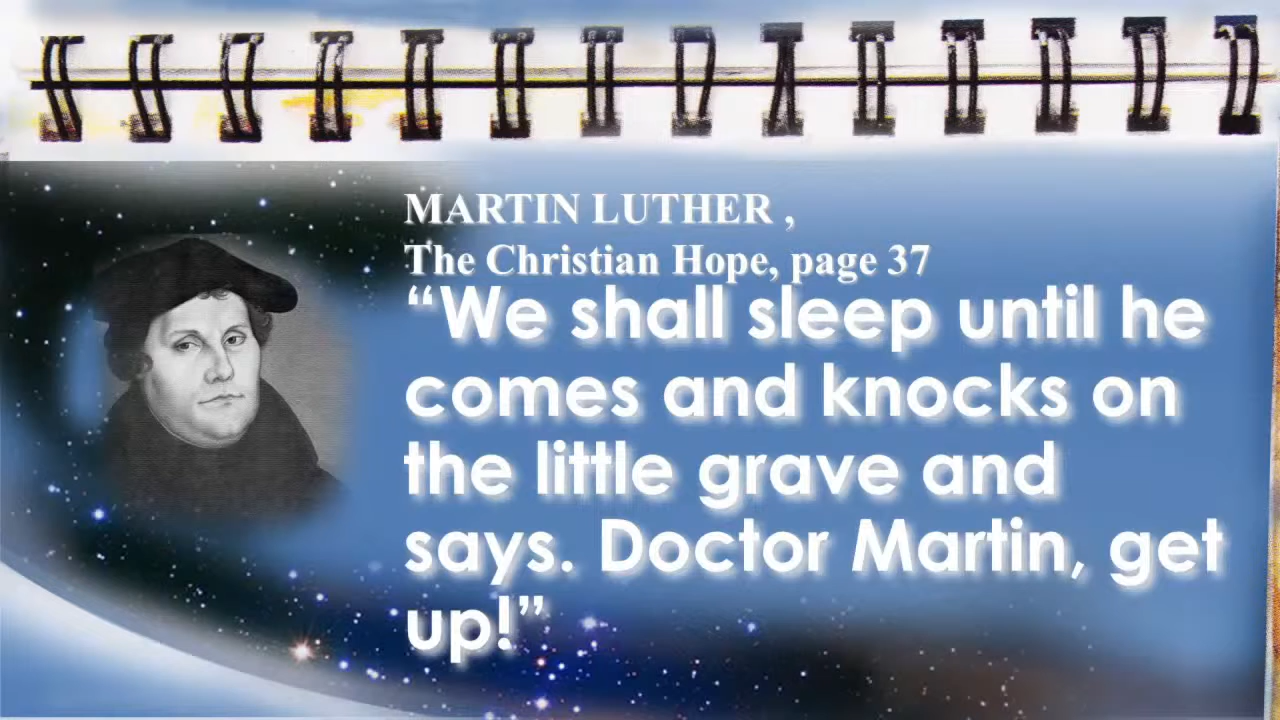 MARTIN LUTHER ,
The Christian Hope, page 37
“We shall sleep until he
comes and knocks on
the little grave and
says. Doctor Martin, get
up!”